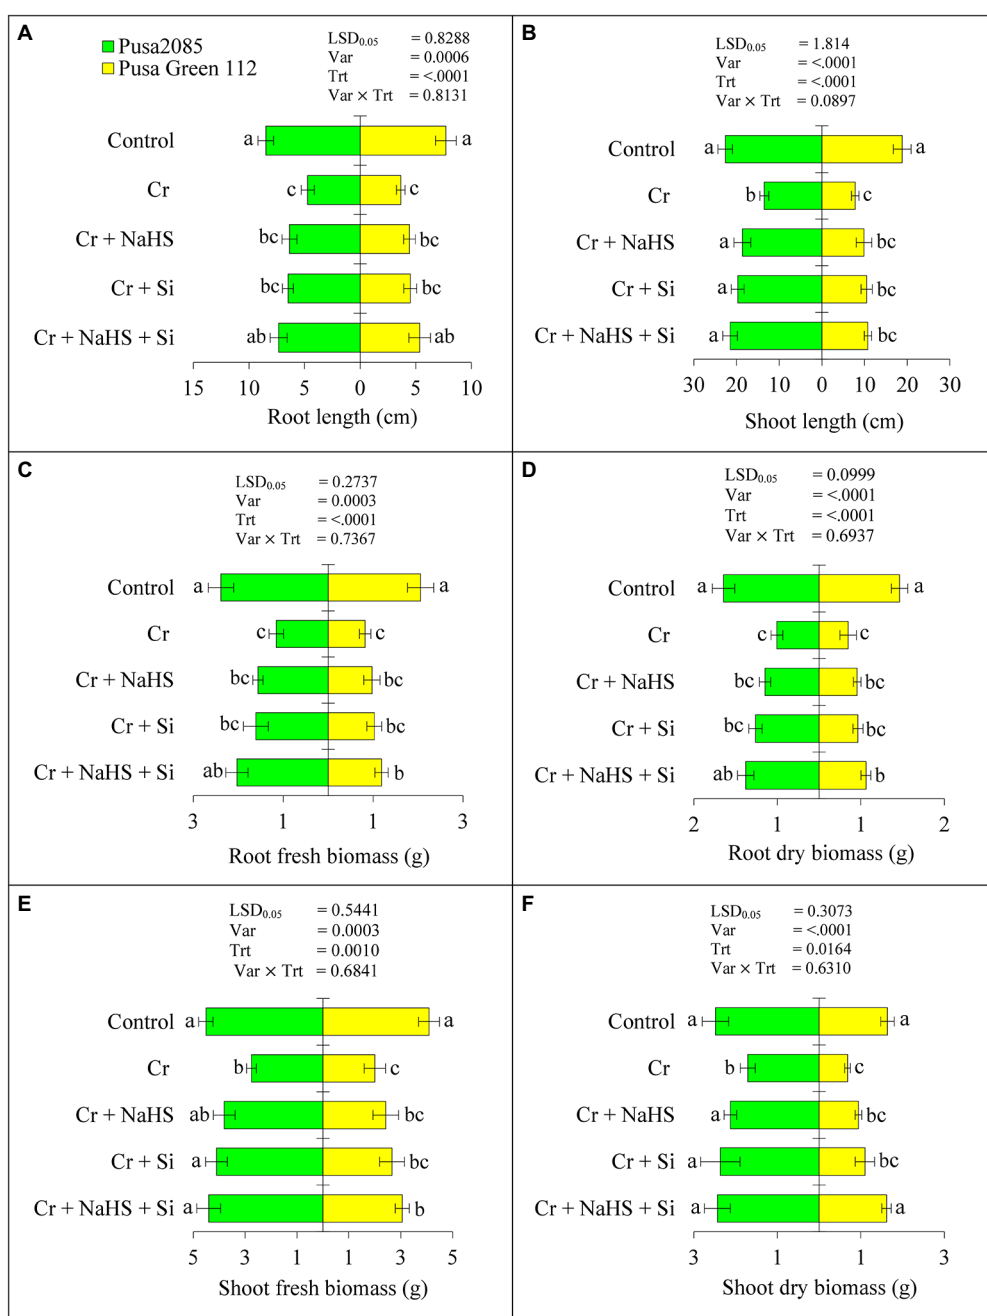 A
Pusa2085
Pusa Green 112
LSD0.05 = 0.8288
Var = 0.0006
Trt = <.0001
Var × Trt = 0.8131
Control a a
Cr c c
Cr + NaHS bc bc
Cr + Si bc bc
Cr + NaHS + Si ab ab
15 10 5 0 5 10
Root length (cm)
B
LSD0.05 = 1.814
Var = <.0001
Trt = <.0001
Var × Trt = 0.0897
Control a a
Cr b c
Cr + NaHS a bc
Cr + Si a bc
Cr + NaHS + Si a bc
30 20 10 0 10 20 30
Shoot length (cm)
C
LSD0.05 = 0.2737
Var = 0.0003
Trt = <.0001
Var × Trt = 0.7367
Control a a
Cr c c
Cr + NaHS bc bc
Cr + Si bc bc
Cr + NaHS + Si ab b
3 1 1 3
Root fresh biomass (g)
D
LSD0.05 = 0.0999
Var = <.0001
Trt = <.0001
Var × Trt = 0.6937
Control a a
Cr c c
Cr + NaHS bc bc
Cr + Si bc bc
Cr + NaHS + Si ab b
2 1 1 2
Root dry biomass (g)
E
LSD0.05 = 0.5441
Var = 0.0003
Trt = 0.0010
Var × Trt = 0.6841
Control a a
Cr b c
Cr + NaHS ab bc
Cr + Si a bc
Cr + NaHS + Si a b
5 3 1 1 3 5
Shoot fresh biomass (g)
F
LSD0.05 = 0.3073
Var = <.0001
Trt = 0.0164
Var × Trt = 0.6310
Control a a
Cr b c
Cr + NaHS a bc
Cr + Si a bc
Cr + NaHS + Si a a
3 1 1 3
Shoot dry biomass (g)